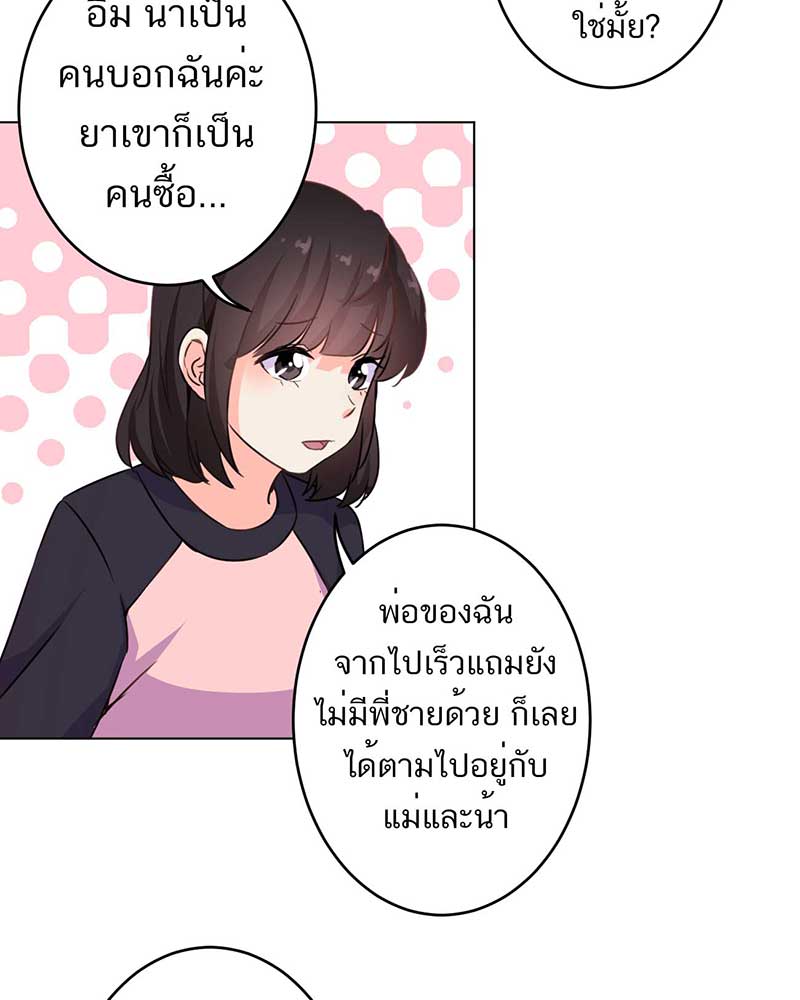 ใช่มั้ย?
อืม น้าเป็น
คนบอกฉันค่ะ
ยาเขาก็เป็น
คนซื้อ...
พ่อของฉัน
จากไปเร็วแถมยัง
ไม่มีพี่ชายด้วย ก็เลย
ได้ตามไปอยู่กับ
แม่และน้า